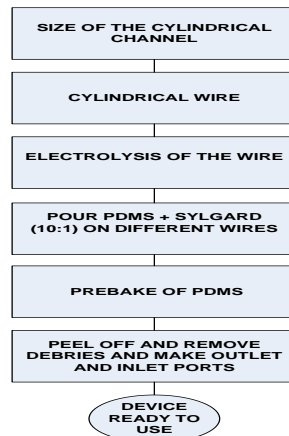 SIZE OF THE CYLINDRICAL
CHANNEL
CYLINDRICAL WIRE
ELECTROLYSIS OF THE WIRE
POUR PDMS + SYLGARD
(10:1) ON DIFFERENT WIRES
PREBAKE OF PDMS
PEEL OFF AND REMOVE
DEBRIES AND MAKE OUTLET
AND INLET PORTS
DEVICE
READY TO
USE